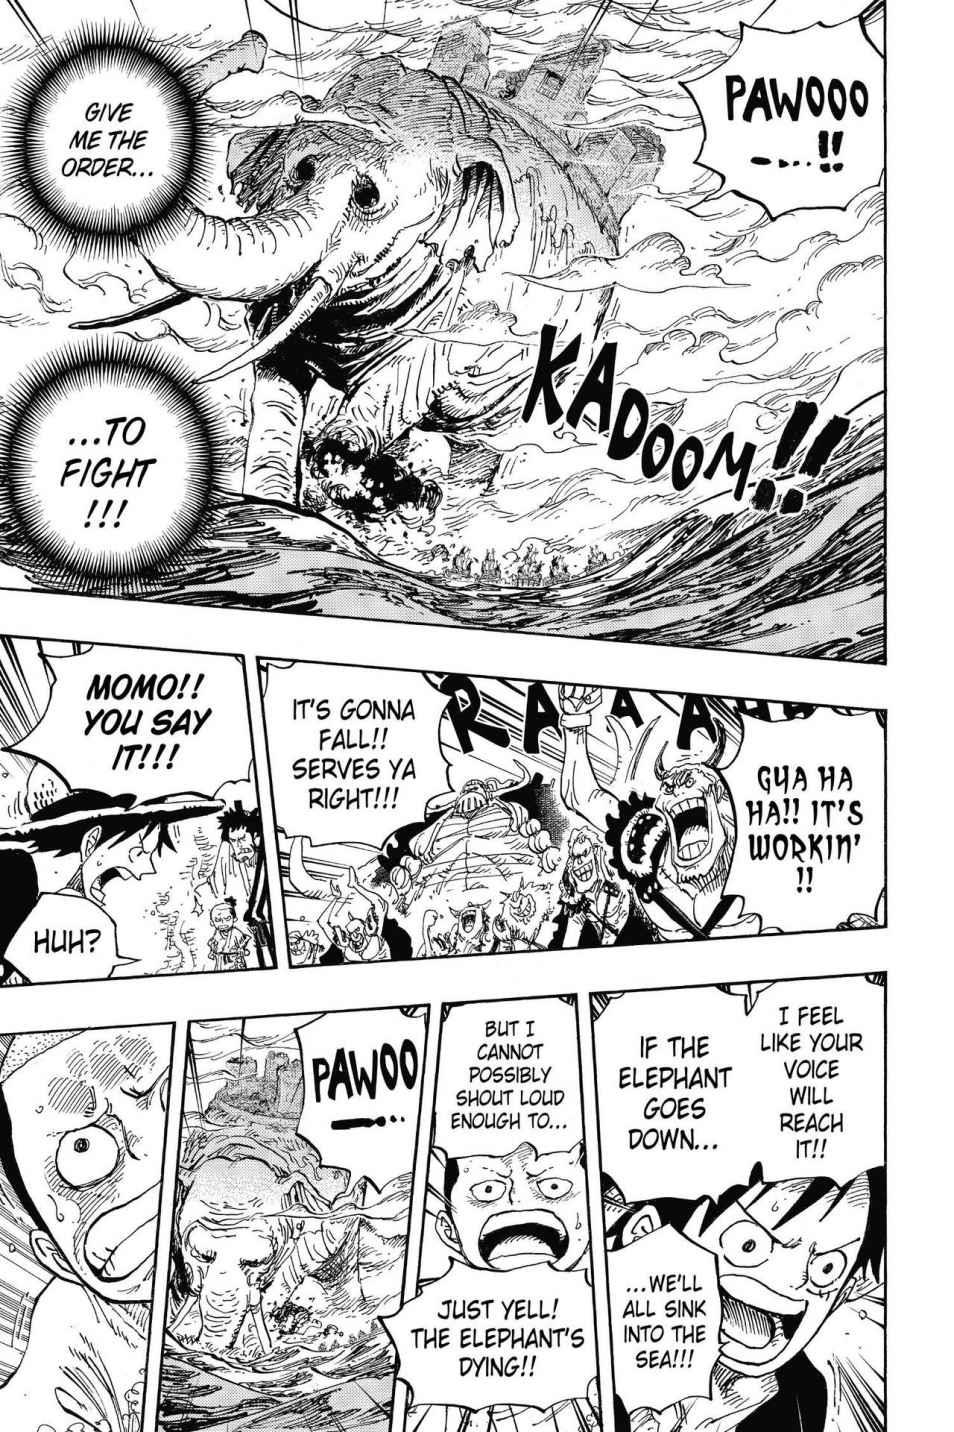 PAWOOO
----..!!
GIVE
ME THE
ORDER...
KADOOM!!
...TO
FIGHT
!!!
GYA HA
HA!! IT'S
WORKIN'
!!
RAAAAHH
IT'S GONNA
FALL!!
SERVES YA
RIGHT!!!
MOMO!!
YOU SAY
IT!!!
HUH?
I FEEL
LIKE YOUR
VOICE
WILL
REACH
IT!!
IF THE
ELEPHANT
GOES
DOWN...
...WE'LL
ALL SINK
INTO THE
SEA!!!
BUT I
CANNOT
POSSIBLY
SHOUT LOUD
ENOUGH TO...
JUST YELL!
THE ELEPHANT'S
DYING!!
PAWOO
----...